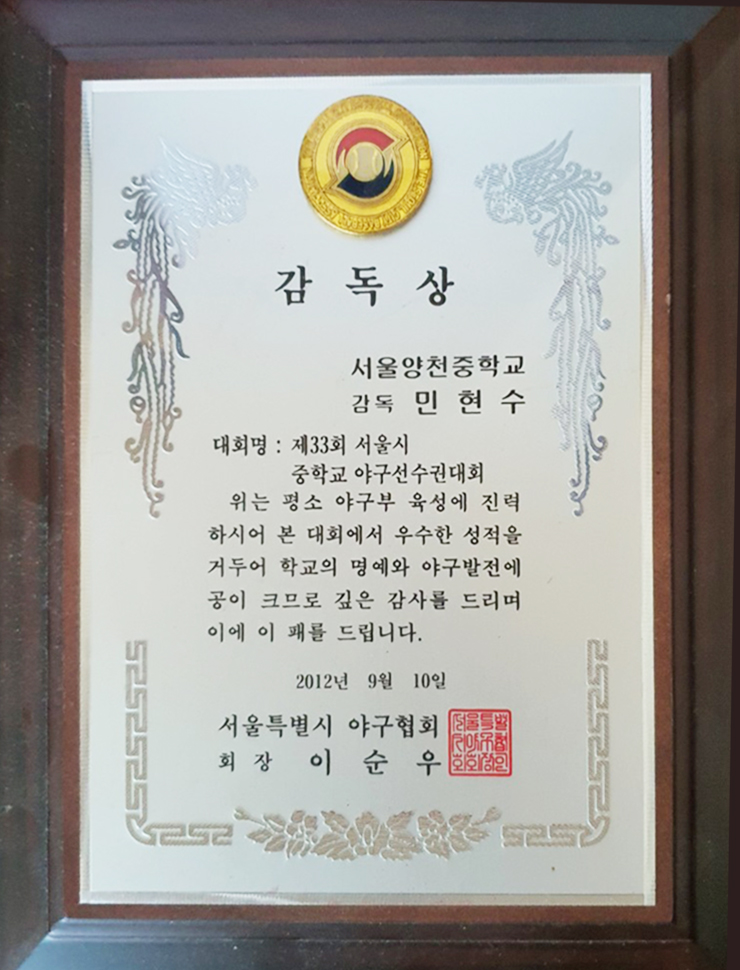 감 독 상
서울양천중학교
감독 민 현 수
대회명 : 제33회 서울시
중학교 야구선수권대회
위는 평소 야구부 육성에 진력
하시어 본 대회에서 우수한 성적을
거두어 학교의 명예와 야구발전에
공이 크므로 깊은 감사를 드리며
이에 이 패를 드립니다.
2012년 9월 10일
서울특별시 야구협회
회 장 이 순 우